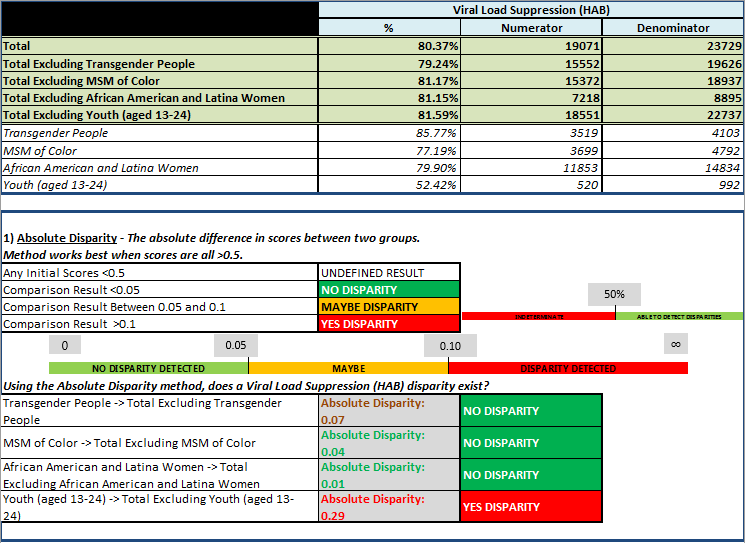 Viral Load Suppression (HAB)
% Numerator Denominator
Total 80.37% 19071 23729
Total Excluding Transgender People 79.24% 15552 19626
Total Excluding MSM of Color 81.17% 15372 18937
Total Excluding African American and Latina Women 81.15% 7218 8895
Total Excluding Youth (aged 13-24) 81.59% 18551 22737
Transgender People 85.77% 3519 4103
MSM of Color 77.19% 3699 4792
African American and Latina Women 79.90% 11853 14834
Youth (aged 13-24) 52.42% 520 992
1) Absolute Disparity - The absolute difference in scores between two groups.
Method works best when scores are all >0.5.
Any Initial Scores <0.5 UNDEFINED RESULT
Comparison Result <0.05 NO DISPARITY
Comparison Result Between 0.05 and 0.1 MAYBE DISPARITY
Comparison Result >0.1 YES DISPARITY
50%
INDETERMINATE ABLE TO DETECT DISPARITIES
0 0.05 0.10 ∞
NO DISPARITY DETECTED MAYBE DISPARITY DETECTED
Using the Absolute Disparity method, does a Viral Load Suppression (HAB) disparity exist?
Transgender People -> Total Excluding Transgender
People
Absolute Disparity:
0.07
NO DISPARITY
MSM of Color -> Total Excluding MSM of Color
Absolute Disparity:
0.04
NO DISPARITY
African American and Latina Women -> Total
Excluding African American and Latina Women
Absolute Disparity:
0.01
NO DISPARITY
Youth (aged 13-24) -> Total Excluding Youth (aged 13-
24)
Absolute Disparity:
0.29
YES DISPARITY